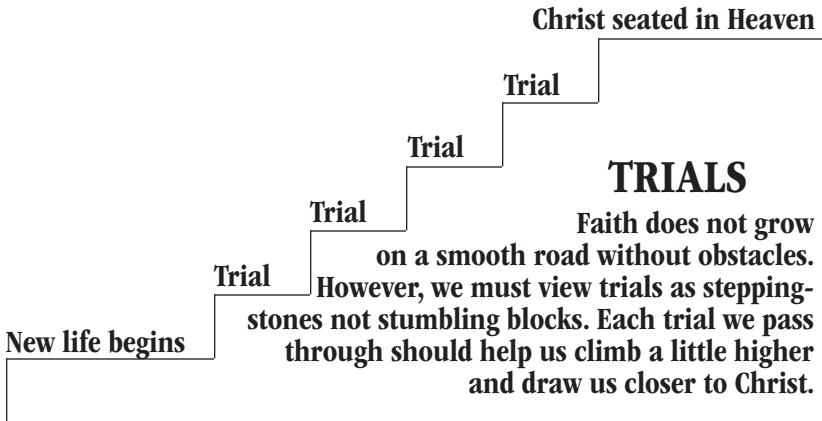 Christ seated in Heaven
Trial
Trial
Trial
Trial
New life begins
TRIALS
Faith does not grow
on a smooth road without obstacles.
However, we must view trials as stepping-
stones not stumbling blocks. Each trial we pass
through should help us climb a little higher
and draw us closer to Christ.